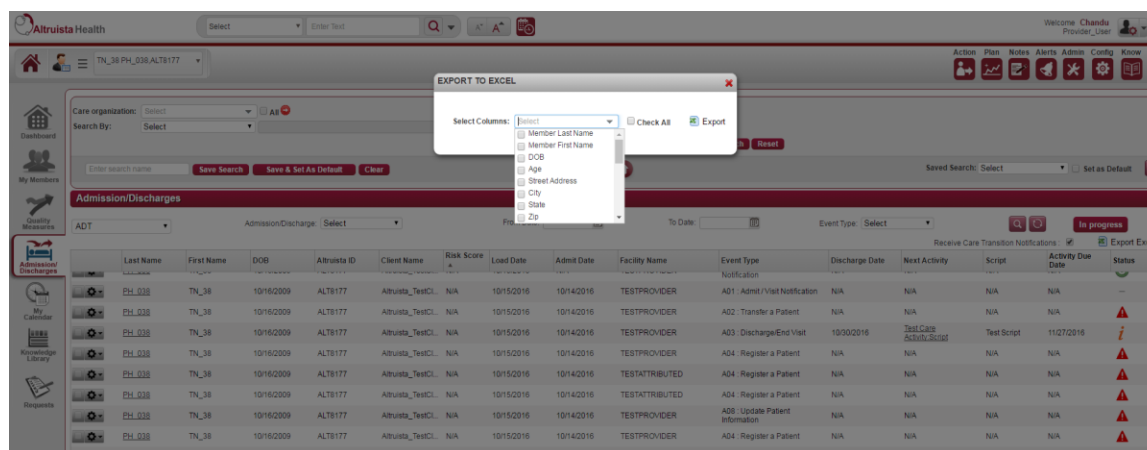 Altruista Health
Select
Enter Text
A-
A+
Welcome Chandu
Provider_User
TN_38 PH_038,ALT8177
Action Plan Notes Alerts Admin Config Know
EXPORT TO EXCEL
Select Columns: Select Check All Export
Member Last Name
Member First Name
DOB
Age
Street Address
City
State
Zip
Dashboard
My Members
Quality Measures
Admission/ Discharges
My Calendar
Knowledge Library
Requests
Care organization: Select All
Search By: Select
Reset
Enter search name Save Search Save & Set As Default Clear
Saved Search: Select Set as Default
Admission/Discharges
ADT Admission/Discharge: Select To Date: Event Type: Select In progress
Receive Care Transition Notifications : Export Ex
Last Name First Name DOB Altruista ID Client Name Risk Score Load Date Admit Date Facility Name Event Type Discharge Date Next Activity Script Activity Due Date Status
Notification
PH_038 TN_38 10/16/2009 ALT8177 Altruista_TestCl... N/A 10/15/2016 10/14/2016 TESTPROVIDER A01 : Admit / Visit Notification N/A N/A N/A N/A --
PH_038 TN_38 10/16/2009 ALT8177 Altruista_TestCl... N/A 10/15/2016 10/14/2016 TESTPROVIDER A02 : Transfer a Patient N/A N/A N/A N/A
PH_038 TN_38 10/16/2009 ALT8177 Altruista_TestCl... N/A 10/15/2016 10/14/2016 TESTPROVIDER A03 : Discharge/End Visit 10/30/2016 Test Care Activity Script Test Script 11/27/2016 i
PH_038 TN_38 10/16/2009 ALT8177 Altruista_TestCl... N/A 10/15/2016 10/14/2016 TESTPROVIDER A04 : Register a Patient N/A N/A N/A N/A
PH_038 TN_38 10/16/2009 ALT8177 Altruista_TestCl... N/A 10/15/2016 10/14/2016 TESTATTRIBUTED A04 : Register a Patient N/A N/A N/A N/A
PH_038 TN_38 10/16/2009 ALT8177 Altruista_TestCl... N/A 10/15/2016 10/14/2016 TESTATTRIBUTED A04 : Register a Patient N/A N/A N/A N/A
PH_038 TN_38 10/16/2009 ALT8177 Altruista_TestCl... N/A 10/15/2016 10/14/2016 TESTPROVIDER A08 : Update Patient Information N/A N/A N/A N/A
PH_038 TN_38 10/16/2009 ALT8177 Altruista_TestCl... N/A 10/15/2016 10/14/2016 TESTPROVIDER A04 : Register a Patient N/A N/A N/A N/A